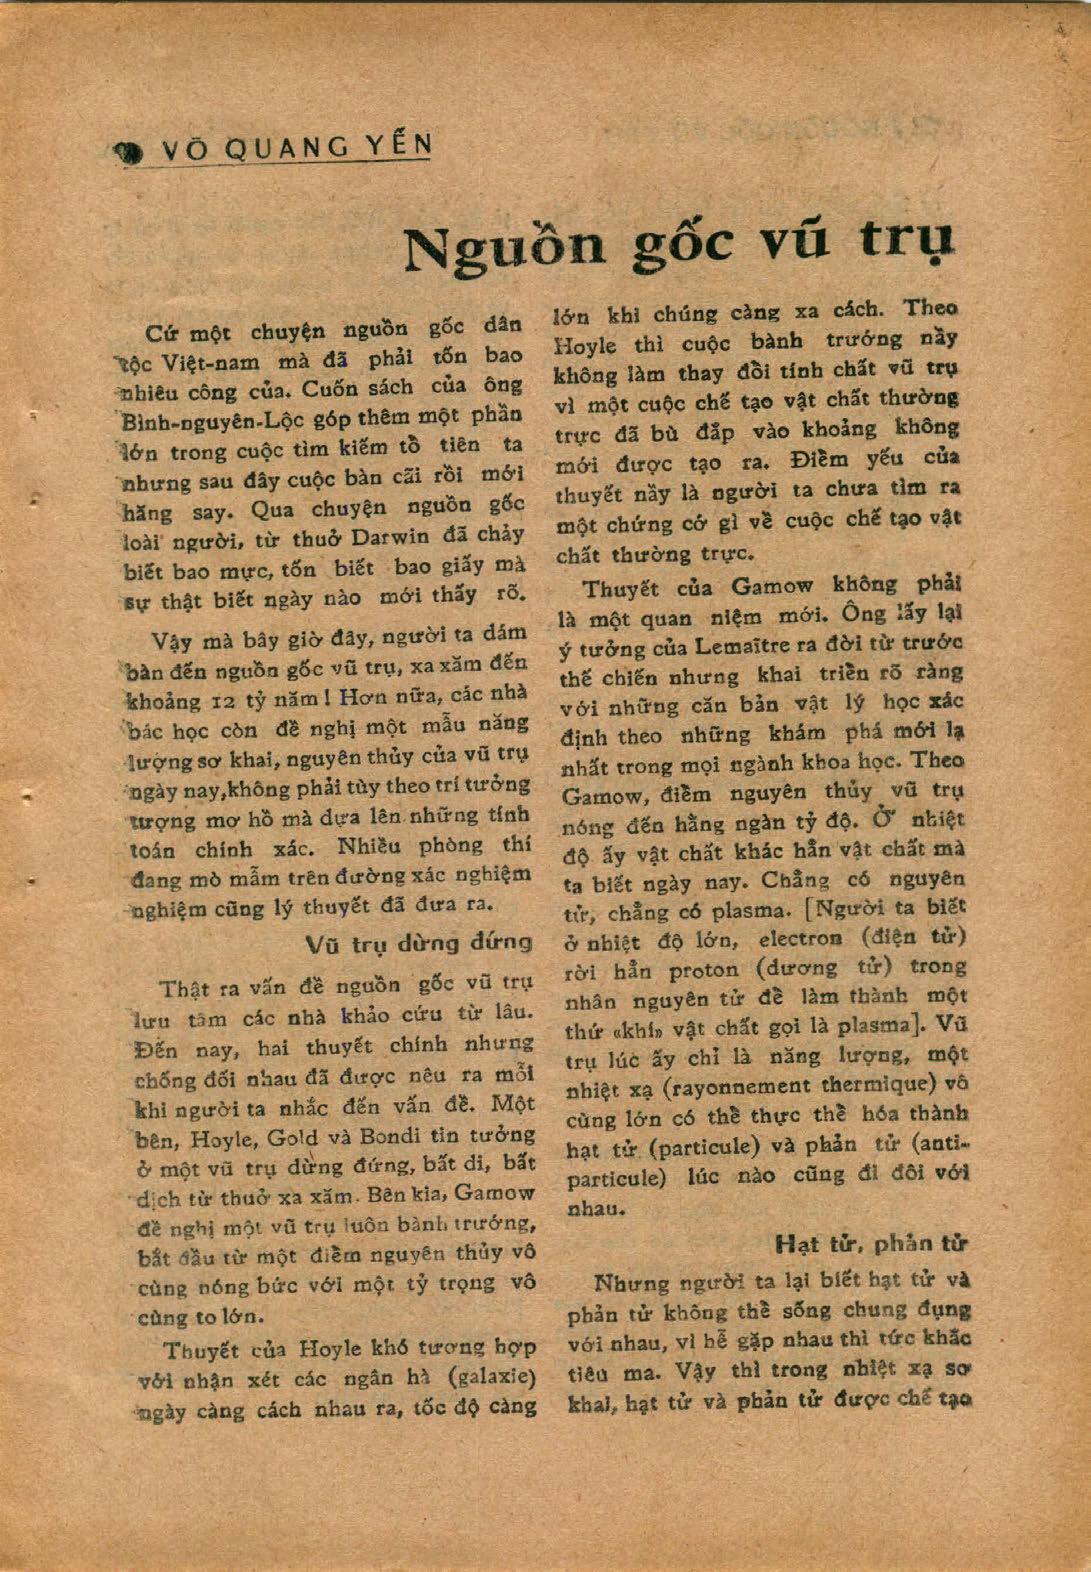 VÕ QUANG YẾN
Nguồn gốc vũ trụ
Cứ một chuyện nguồn gốc dân
tộc Việt-nam mà đã phải tốn bao
nhiêu công của. Cuốn sách của ông
Bình-nguyên-Lộc góp thêm một phần
lớn trong cuộc tìm kiếm tổ tiên ta
nhưng sau đây cuộc bàn cãi rồi mới
hăng say. Qua chuyện nguồn gốc
loài người, từ thuở Darwin đã chảy
biết bao mực, tốn biết bao giấy mà
sự thật biết ngày nào mới thấy rõ.
Vậy mà bây giờ đây, người ta dám
bàn đến nguồn gốc vũ trụ, xa xăm đến
khoảng 12 tỷ năm ! Hơn nữa, các nhà
bác học còn đề nghị một mẫu năng
lượng sơ khai, nguyên thủy của vũ trụ
ngày nay, không phải tùy theo trí tưởng
tượng mơ hồ mà dựa lên những tính
toán chính xác. Nhiều phòng thí
đang mò mẫm trên đường xác nghiệm
nghiệm cũng lý thuyết đã đưa ra.
Vũ trụ dừng đứng
Thật ra vấn đề nguồn gốc vũ trụ
lưu tâm các nhà khảo cứu từ lâu.
Đến nay, hai thuyết chính nhưng
chống đối nhau đã được nêu ra mỗi
khi người ta nhắc đến vấn đề. Một
bên, Hoyle, Gold và Bondi tin tưởng
ở một vũ trụ dừng đứng, bất di, bất
dịch từ thuở xa xăm. Bên kia, Gamow
đề nghị một vũ trụ luôn bành trướng,
bắt đầu từ một điểm nguyên thủy vô
cùng nóng bức với một tỷ trọng vô
cùng to lớn.
Thuyết của Hoyle khó tương hợp
với nhận xét các ngân hà (galaxie)
ngày càng cách nhau ra, tốc độ càng
lớn khi chúng càng xa cách. Theo
Hoyle thì cuộc bành trướng nầy
không làm thay đổi tính chất vũ trụ
vì một cuộc chế tạo vật chất thường
trực đã bù đắp vào khoảng không
mới được tạo ra. Điểm yếu của
thuyết nầy là người ta chưa tìm ra
một chứng cớ gì về cuộc chế tạo vật
chất thường trực.
Thuyết của Gamow không phải
là một quan niệm mới. Ông lấy lại
ý tưởng của Lemaître ra đời từ trước
thế chiến nhưng khai triển rõ ràng
với những căn bản vật lý học xác
định theo những khám phá mới lạ
nhất trong mọi ngành khoa học. Theo
Gamow, điểm nguyên thủy vũ trụ
nóng đến hằng ngàn tỷ độ. Ở nhiệt
độ ấy vật chất khác hẳn vật chất mà
ta biết ngày nay. Chẳng có nguyên
tử, chẳng có plasma. [Người ta biết
ở nhiệt độ lớn, electron (điện tử)
rời hẳn proton (dương tử) trong
nhân nguyên tử để làm thành một
thứ «khí» vật chất gọi là plasma]. Vũ
trụ lúc ấy chỉ là năng lượng, một
nhiệt xạ (rayonnement thermique) vô
cùng lớn có thể thực thể hóa thành
hạt tử (particule) và phản tử (anti-
particule) lúc nào cũng đi đôi với
nhau.
Hạt tử, phản tử
Nhưng người ta lại biết hạt tử và
phản tử không thể sống chung đụng
với nhau, vì hễ gặp nhau thì tức khắc
tiêu ma. Vậy thì trong nhiệt xạ sơ
khai, hạt tử và phản tử được chế tạo